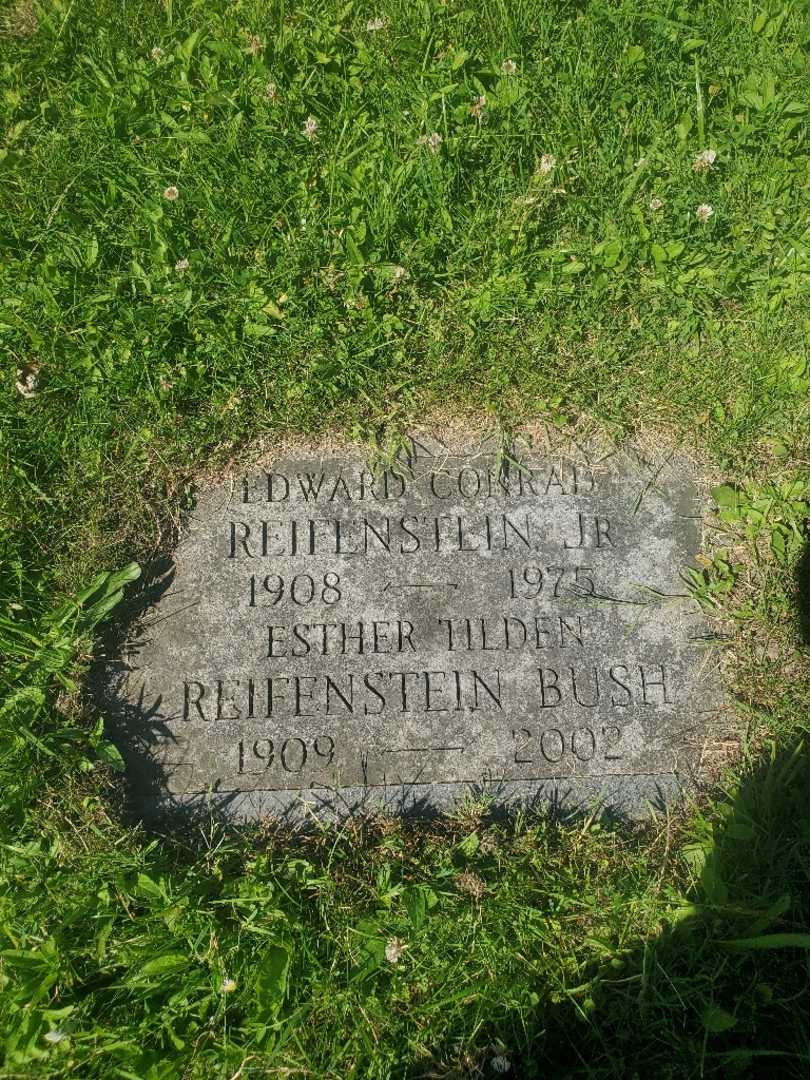 EDWARD CONRAD
REIFENSTEIN, JR
1908 — 1975
ESTHER TILDEN
REIFENSTEIN BUSH
1909 — 2002